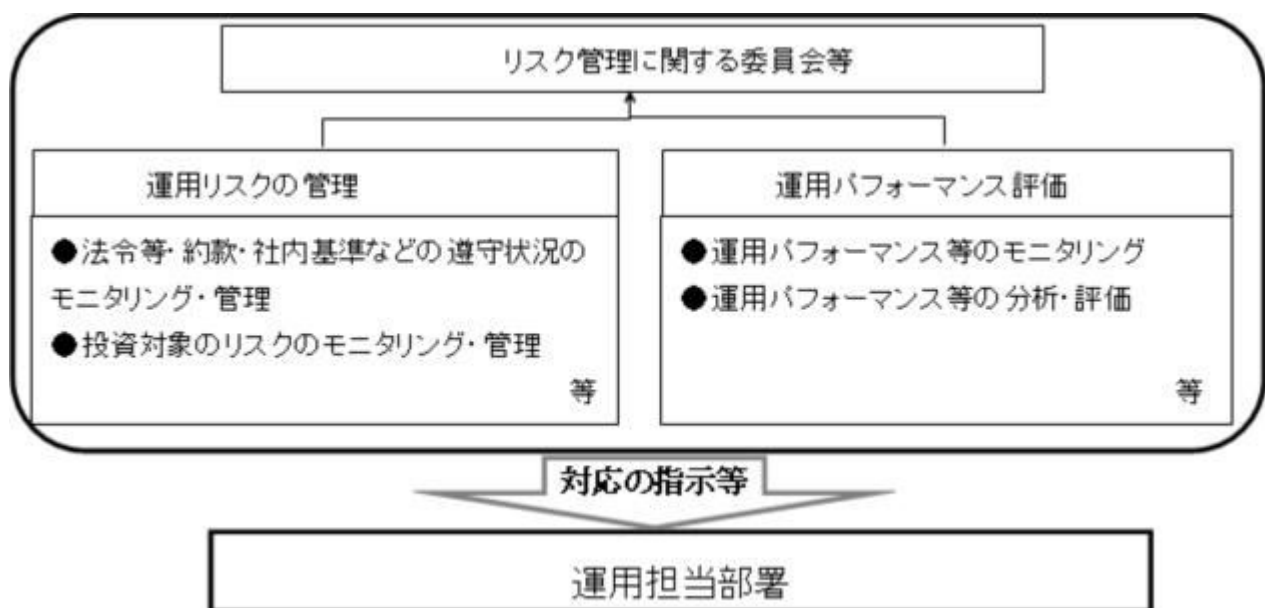 リスク管理に関する委員会等
運用リスクの管理
●法令等・約款・社内基準などの遵守状況の
モニタリング・管理
●投資対象のリスクのモニタリング・管理
等
運用パフォーマンス評価
●運用パフォーマンス等のモニタリング
●運用パフォーマンス等の分析・評価
等
対応の指示等
運用担当部署